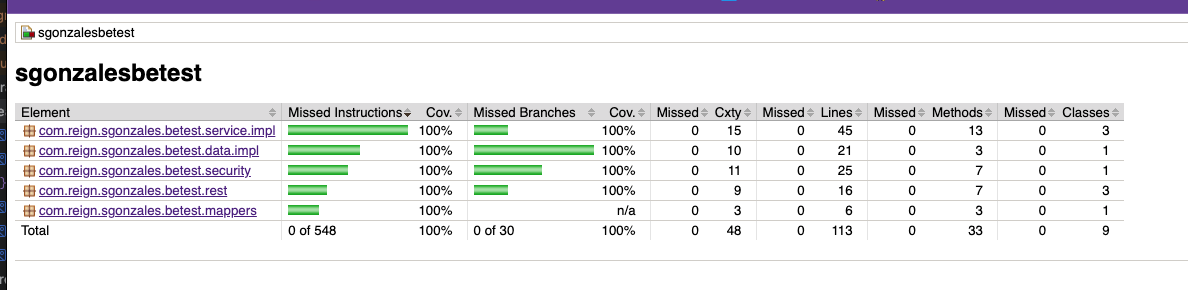 sgonzalesbetest
sgonzalesbetest
Element Missed Instructions Cov. Missed Branches Cov. Missed Cxty Missed Lines Missed Methods Missed Classes
com.reign.sgonzales.betest.service.impl 100% 100% 0 15 0 45 0 13 0 3
com.reign.sgonzales.betest.data.impl 100% 100% 0 10 0 21 0 3 0 1
com.reign.sgonzales.betest.security 100% 100% 0 11 0 25 0 7 0 1
com.reign.sgonzales.betest.rest 100% 100% 0 9 0 16 0 7 0 3
com.reign.sgonzales.betest.mappers 100% n/a 0 3 0 6 0 3 0 1
Total 0 of 548 100% 0 of 30 100% 0 48 0 113 0 33 0 9